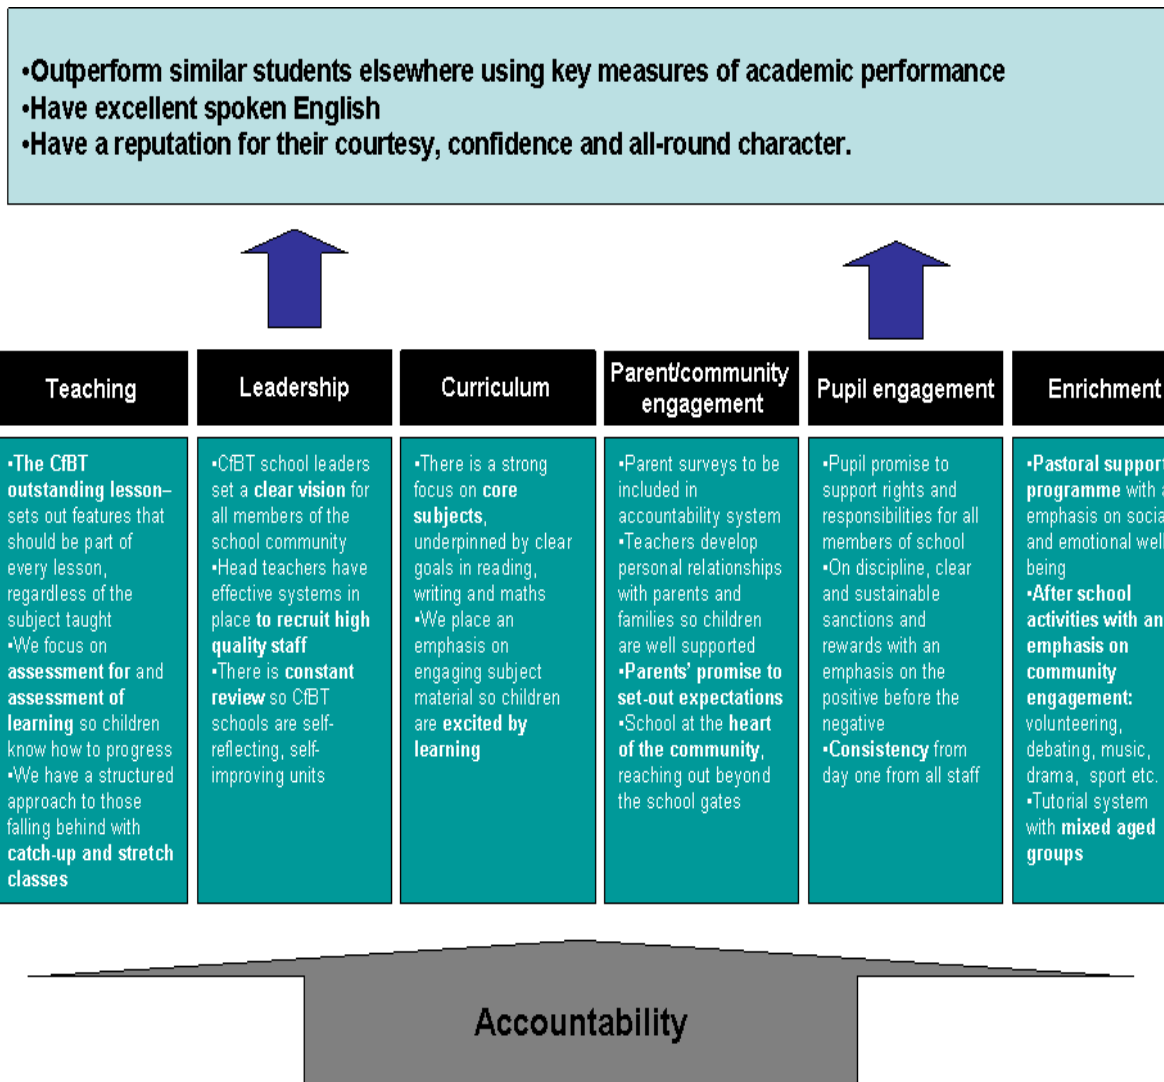 •Outperform similar students elsewhere using key measures of academic performance
•Have excellent spoken English
•Have a reputation for their courtesy, confidence and all-round character.
Teaching
•The CfBT
outstanding lesson–
sets out features that
should be part of
every lesson,
regardless of the
subject taught
•We focus on
assessment for and
assessment of
learning so children
know how to progress
•We have a structured
approach to those
falling behind with
catch-up and stretch
classes
Leadership
•CfBT school leaders
set a clear vision for
all members of the
school community
•Head teachers have
effective systems in
place to recruit high
quality staff
•There is constant
review so CfBT
schools are self-
reflecting, self-
improving units
Curriculum
•There is a strong
focus on core
subjects,
underpinned by clear
goals in reading,
writing and maths
•We place an
emphasis on
engaging subject
material so children
are excited by
learning
Parent/community
engagement
•Parent surveys to be
included in
accountability system
•Teachers develop
personal relationships
with parents and
families so children
are well supported
•Parents' promise to
set-out expectations
•School at the heart
of the community,
reaching out beyond
the school gates
Pupil engagement
•Pupil promise to
support rights and
responsibilities for all
members of school
•On discipline, clear
and sustainable
sanctions and
rewards with an
emphasis on the
positive before the
negative
•Consistency from
day one from all staff
Enrichment
•Pastoral support
programme with a
emphasis on social
and emotional well
being
•After school
activities with an
emphasis on
community
engagement:
volunteering,
debating, music,
drama, sport etc.
•Tutorial system
with mixed aged
groups
Accountability